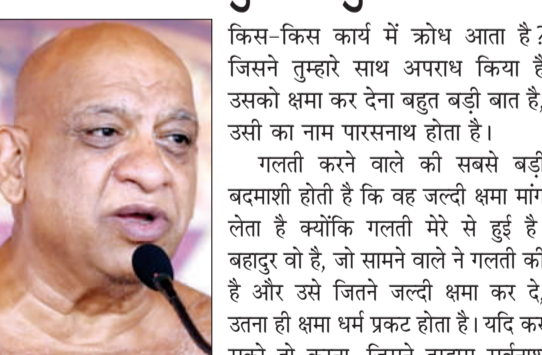 किस-किस कार्य में क्रोध आता है?
जिसने तुम्हारे साथ अपराध किया है
उसको क्षमा कर देना बहुत बड़ी बात है,
उसी का नाम पारसनाथ होता है।
गलती करने वाले की सबसे बड़ी
बदमाशी होती है कि वह जल्दी क्षमा मांग
लेता है क्योंकि गलती मेरे से हुई है
बहादुर वो है, जो सामने वाले ने गलती की
है और उसे जितने जल्दी क्षमा कर दे,
उतना ही क्षमा धर्म प्रकट होता है। यदि कर